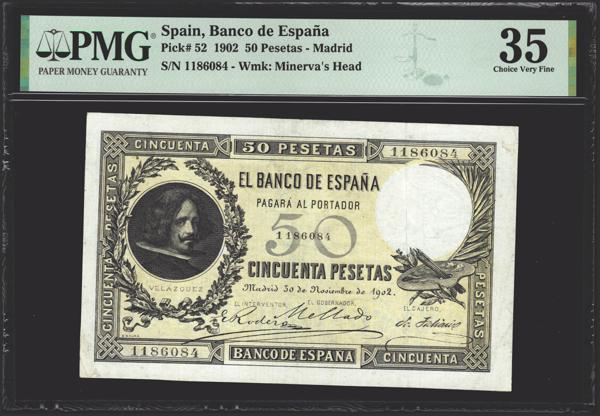 PMG
PAPER MONEY GUARANTY
Spain, Banco de España
Pick# 52 1902 50 Pesetas - Madrid
S/N 1186084 - Wmk: Minerva's Head
35
Choice Very Fine
CINCUENTA
50 PESETAS
1186084
CINCUENTA PESETAS
EL BANCO DE ESPAÑA
PAGARÁ AL PORTADOR
50
1186084
CINCUENTA PESETAS
Madrid 30 de Noviembre de 1902.
VELAZQUEZ
EL INTERVENTOR,
EL GOBERNADOR,
EL CAJERO,
1186084
BANCO DE ESPAÑA
CINCUENTA
CINCUENTA PESETAS